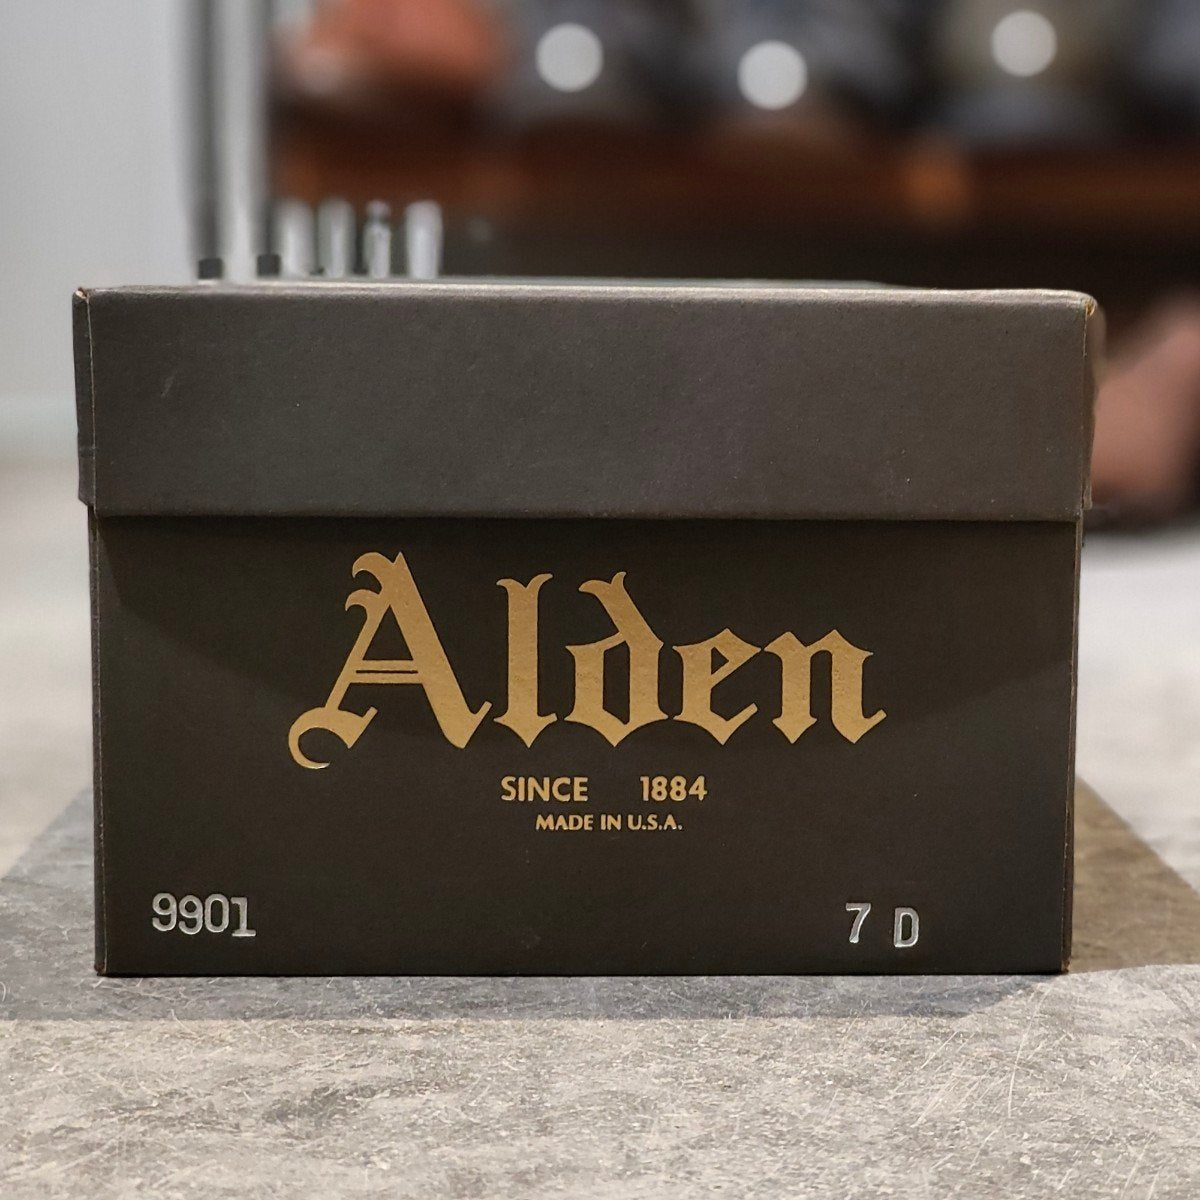 Alden
SINCE 1884
MADE IN U.S.A.
9901 7 D